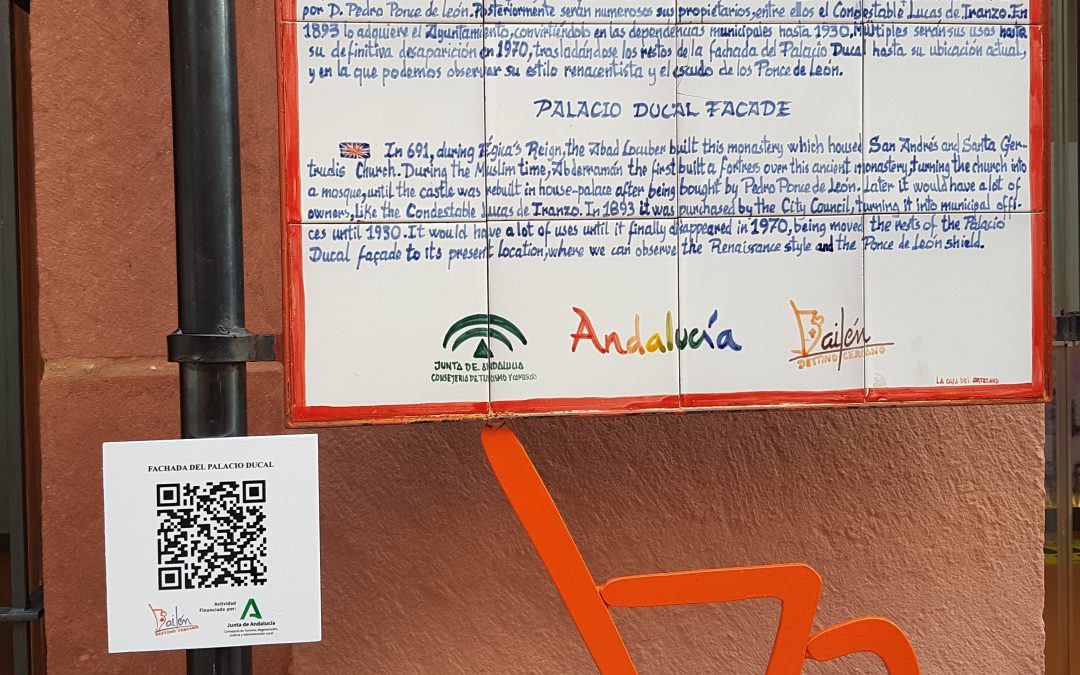 por D. Pedro Ponce de León. Posteriormente serán numerosos sus propietarios, entre ellos el Condestable Lucas de Iranzo. En
1893 lo adquiere el Ayuntamiento, convirtiéndolo en las dependencias municipales hasta 1930. Múltiples serán sus usos hasta
su definitiva desaparición en 1970, trasladándose los restos de la fachada del Palacio Ducal hasta su ubicación actual,
y en la que podemos observar su estilo renacentista y el escudo de los Ponce de León.
PALACIO DUCAL FACADE
In 691, during Egica's Reign, the Abad Locuber built this monastery which housed San Andrés and Santa Ger-
trudis Church. During the Muslim time, Abderramán the first built a fortress over this ancient monastery, turning the church into
a mosque, until the castle was rebuilt in house-palace after being bought by Pedro Ponce de León. Later it would have a lot of
owners, like the Condestable Lucas de Iranzo. In 1893 it was purchased by the City Council, turning it into municipal offi-
ces until 1930. It would have a lot of uses until it finally disappeared in 1970, being moved the rests of the Palacio
Ducal façade to its present location, where we can observe the Renaissance style and the Ponce de León shield.
JUNTA DE ANDALUCIA
CONSEJERIA DE TURISMO Y COMERCIO
Andalucía
Bailén
DESTINO CERCANO
LA CASA DEL ARTESANO
FACHADA DEL PALACIO DUCAL
Bailén
DESTINO CERCANO
Actividad
Financiada por:
Junta de Andalucía
Consejería de Turismo, Regeneración,
Justicia y Administración Local